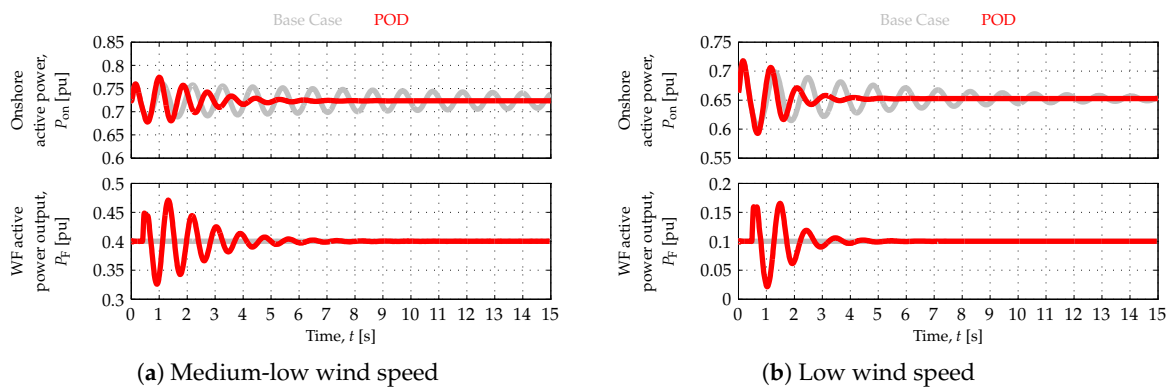 Base Case POD
0.85
0.8
0.75
0.7
0.65
0.6
Onshore
active power,
Pon [pu]
0.5
0.45
0.4
0.35
0.3
WF active
power output,
PF [pu]
0 1 2 3 4 5 6 7 8 9 10 11 12 13 14 15
Time, t [s]
(a) Medium-low wind speed
Base Case POD
0.75
0.7
0.65
0.6
0.55
Onshore
active power,
Pon [pu]
0.2
0.15
0.1
0.05
0
WF active
power output,
PF [pu]
0 1 2 3 4 5 6 7 8 9 10 11 12 13 14 15
Time, t [s]
(b) Low wind speed